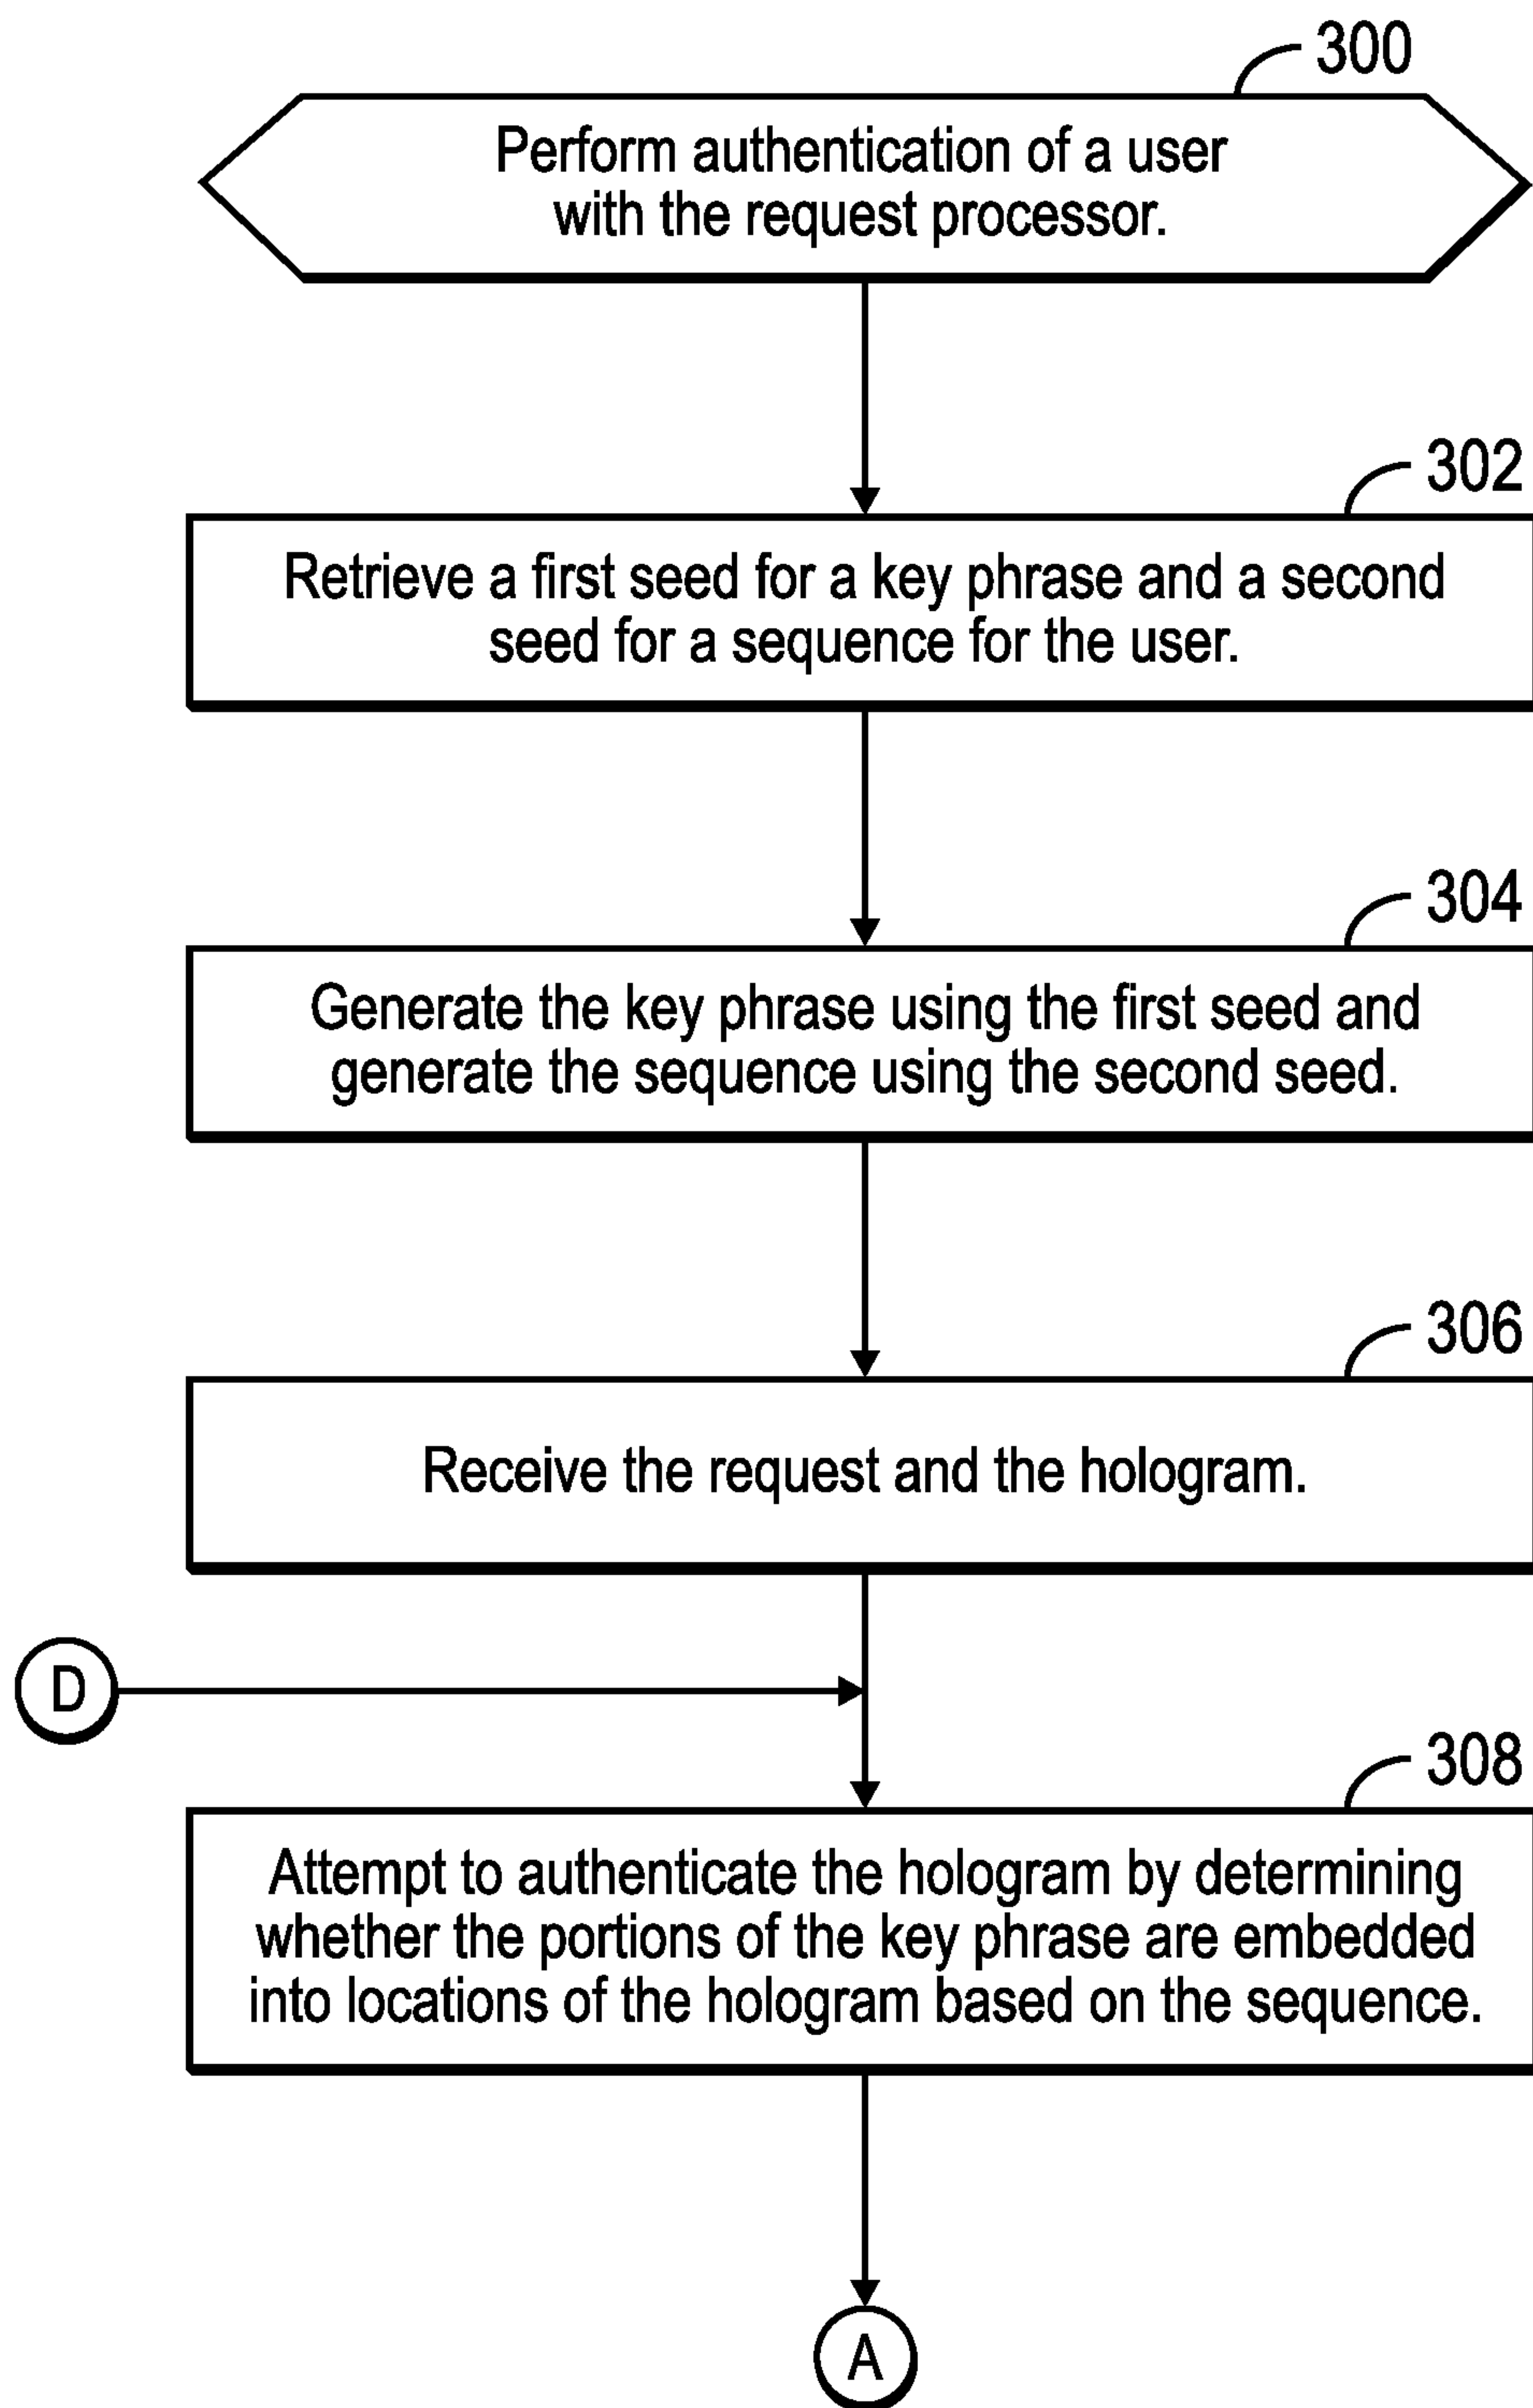 300
Perform authentication of a user
with the request processor.
302
Retrieve a first seed for a key phrase and a second
seed for a sequence for the user.
304
Generate the key phrase using the first seed and
generate the sequence using the second seed.
306
Receive the request and the hologram.
D
308
Attempt to authenticate the hologram by determining
whether the portions of the key phrase are embedded
into locations of the hologram based on the sequence.
A